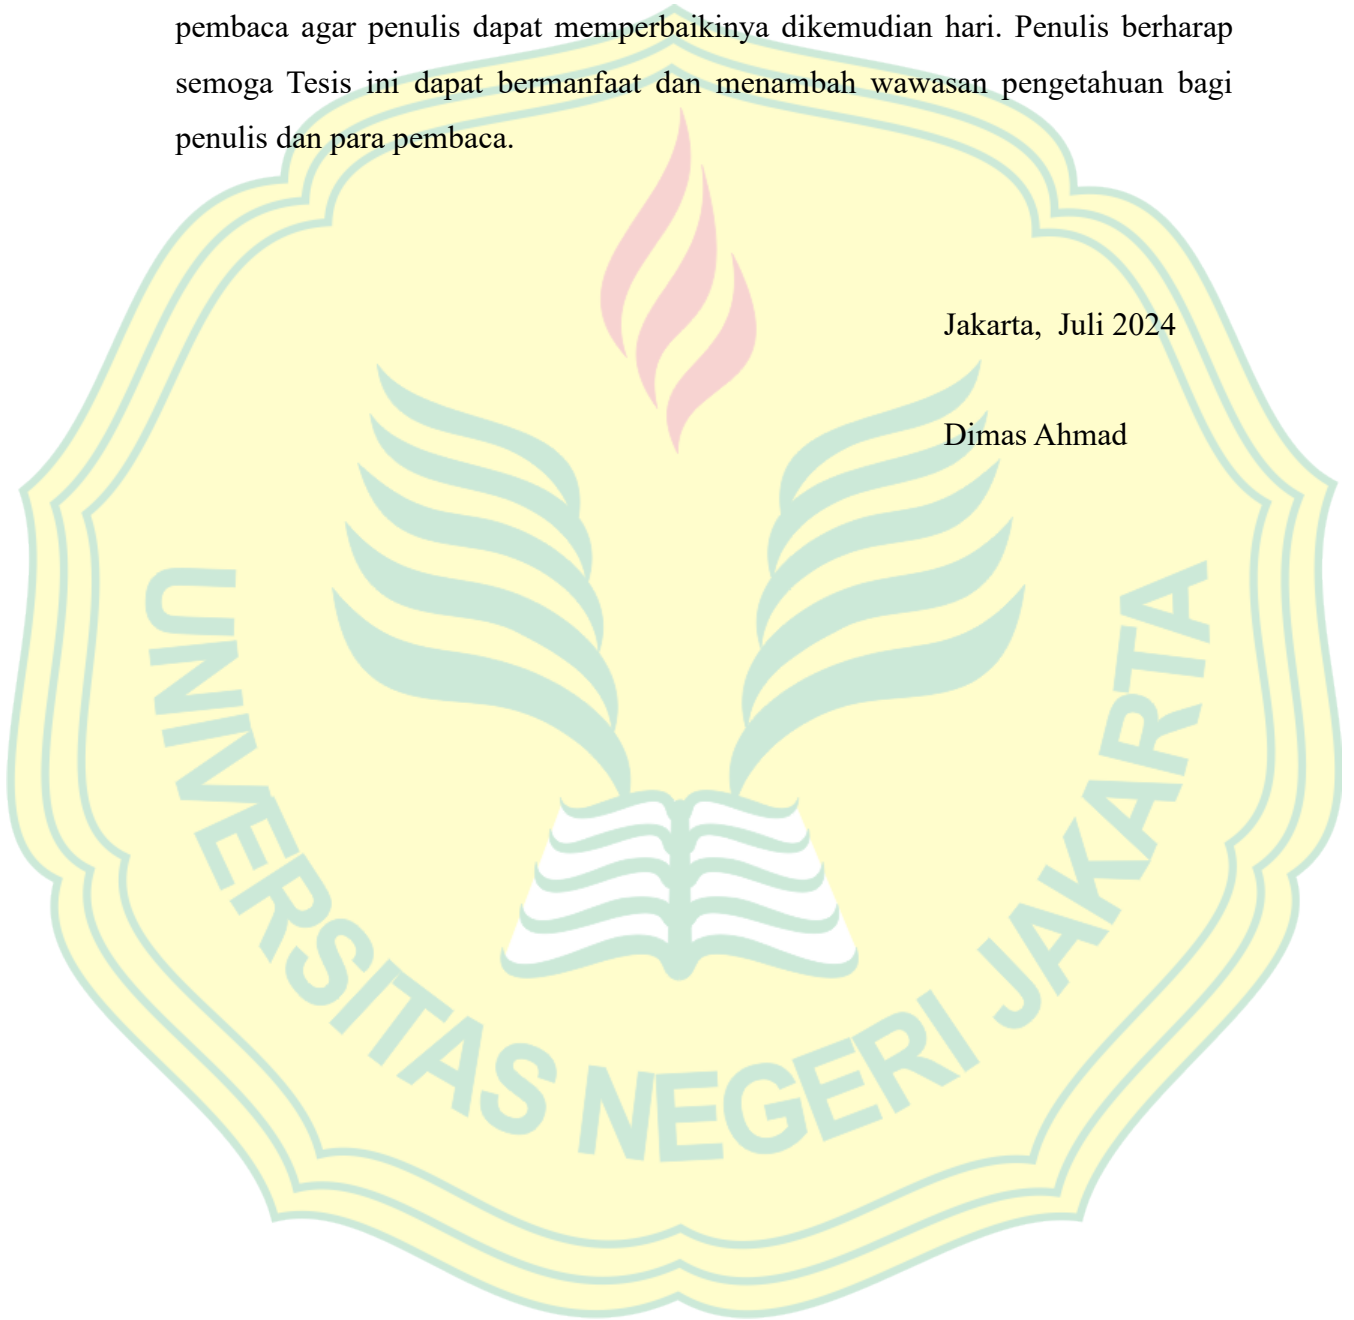 pembaca agar penulis dapat memperbaikinya dikemudian hari. Penulis berharap
semoga Tesis ini dapat bermanfaat dan menambah wawasan pengetahuan bagi
penulis dan para pembaca.
Jakarta,  Juli 2024
Dimas Ahmad
UNIVERSITAS NEGERI JAKARTA